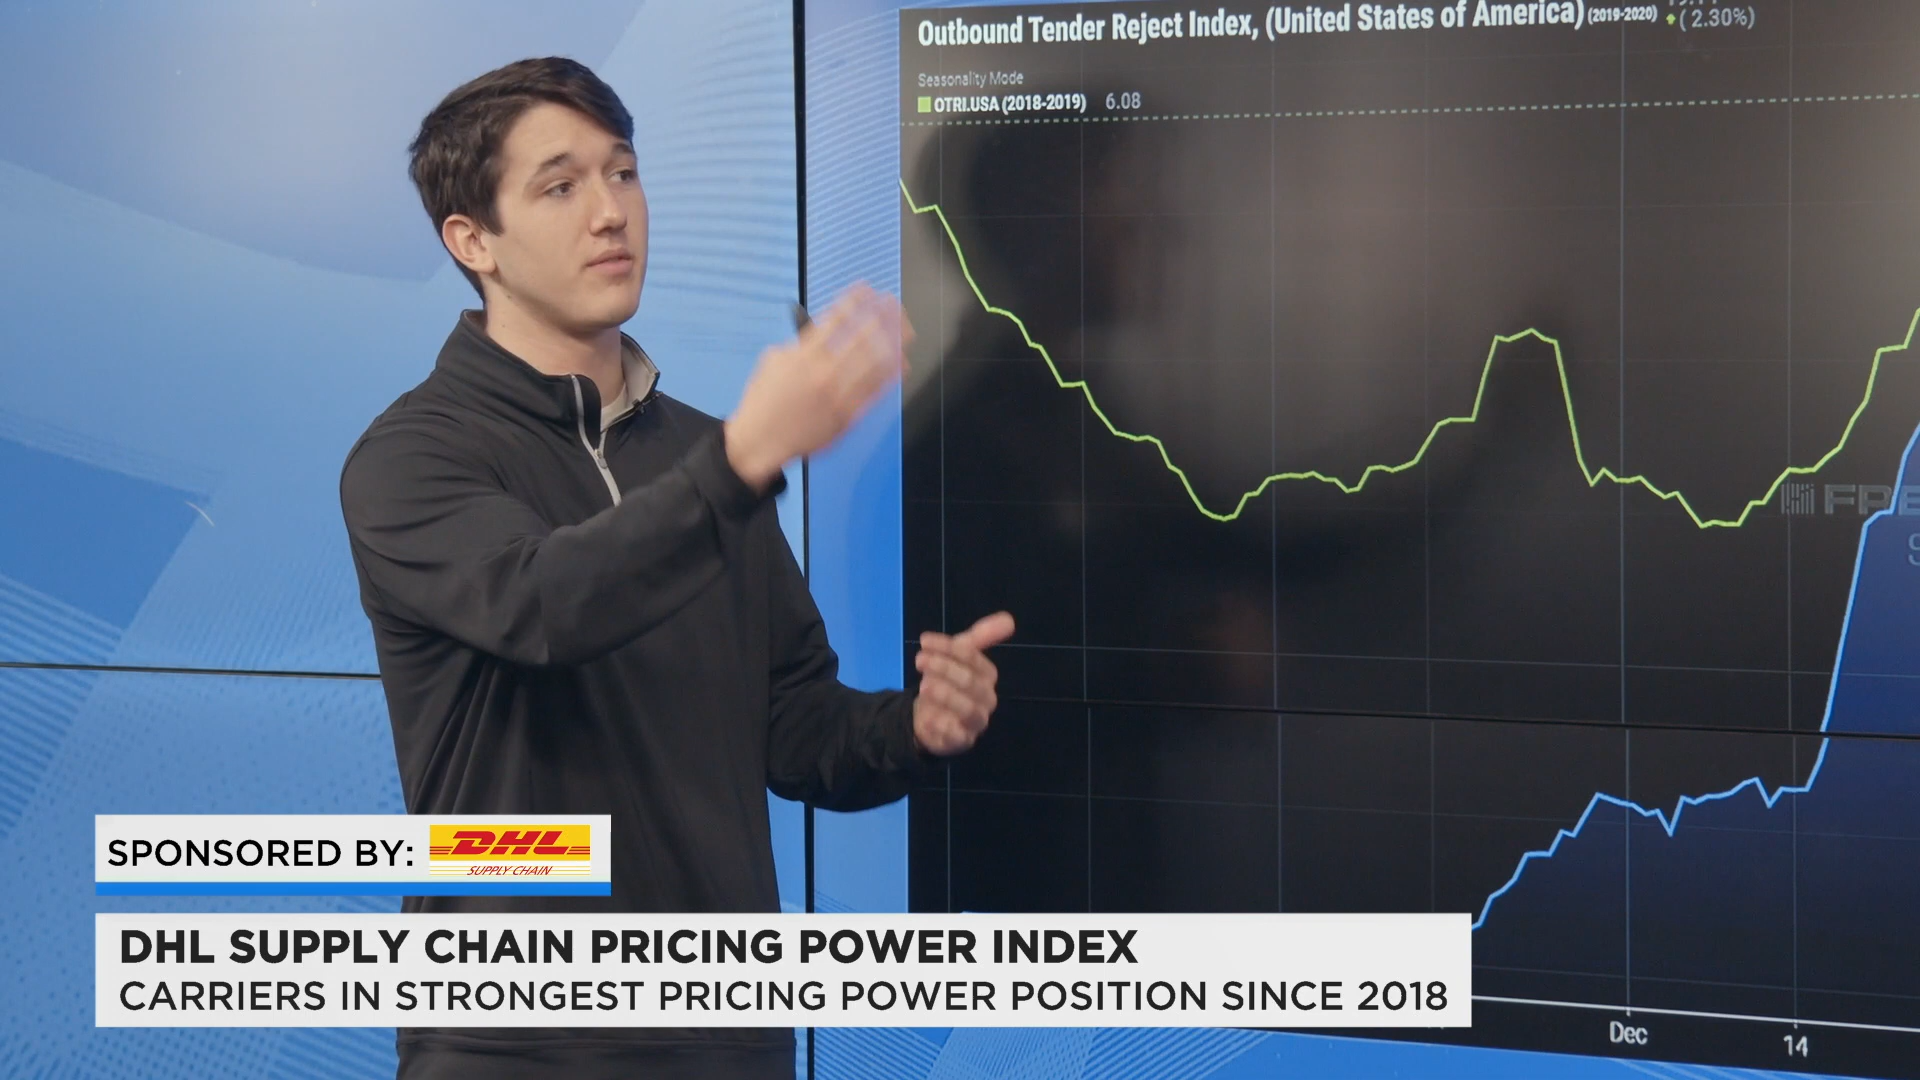 Outbound Tender Reject Index, (United States of America) (2019-2020) (2.30%)
Seasonality Mode
OTRI.USA (2018-2019) 6.08
SPONSORED BY: DHL
SUPPLY CHAIN
DHL SUPPLY CHAIN PRICING POWER INDEX
CARRIERS IN STRONGEST PRICING POWER POSITION SINCE 2018
Dec 14